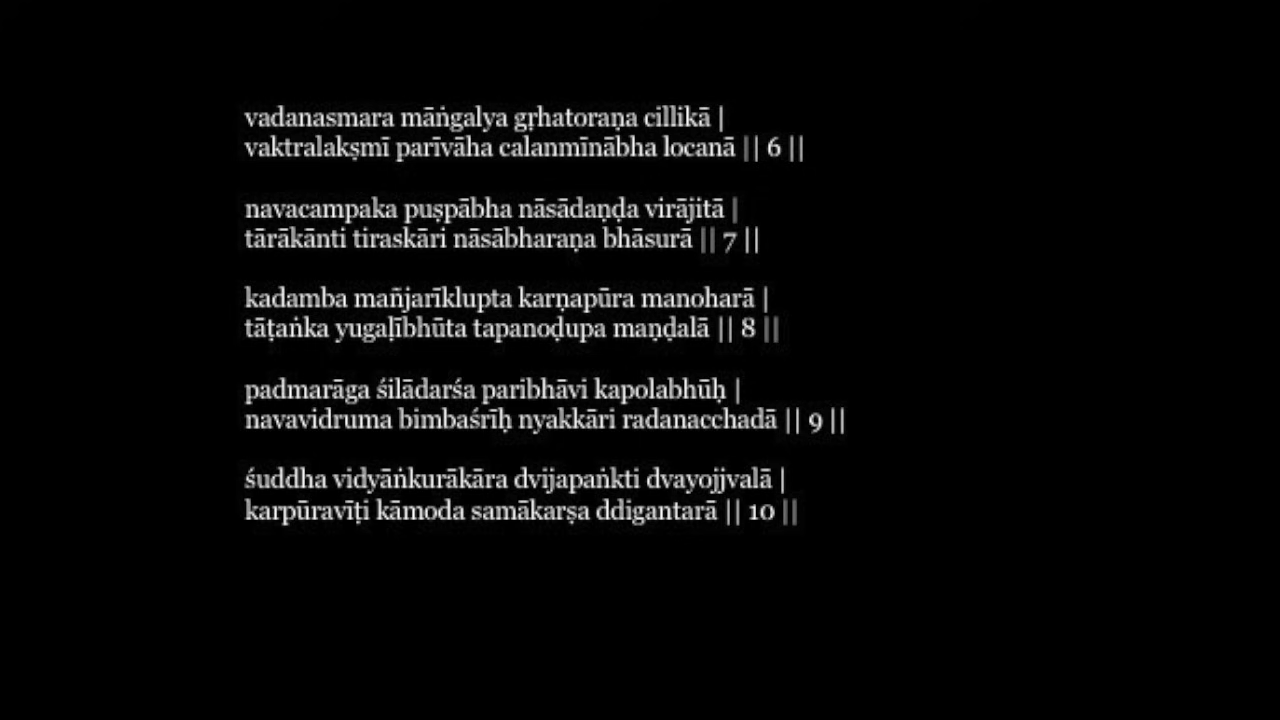 vadanasmara māṅgalya gṛhatoraṇa cillikā |
vaktralakṣmī parīvāha calanmīnābha locanā || 6 ||
navacampaka puṣpābha nāsādaṇḍa virājitā |
tārākānti tiraskāri nāsābharaṇa bhāsurā || 7 ||
kadamba mañjarīklupta karṇapūra manoharā |
tāṭaṅka yugaḷībhūta tapanoḍupa maṇḍalā || 8 ||
padmarāga śilādarśa paribhāvi kapolabhūḥ |
navavidruma bimbaśrīḥ nyakkāri radanacchadā || 9 ||
śuddha vidyāṅkurākāra dvijapaṅkti dvayojjvalā |
karpūravīṭi kāmoda samākarṣa ddigantarā || 10 ||